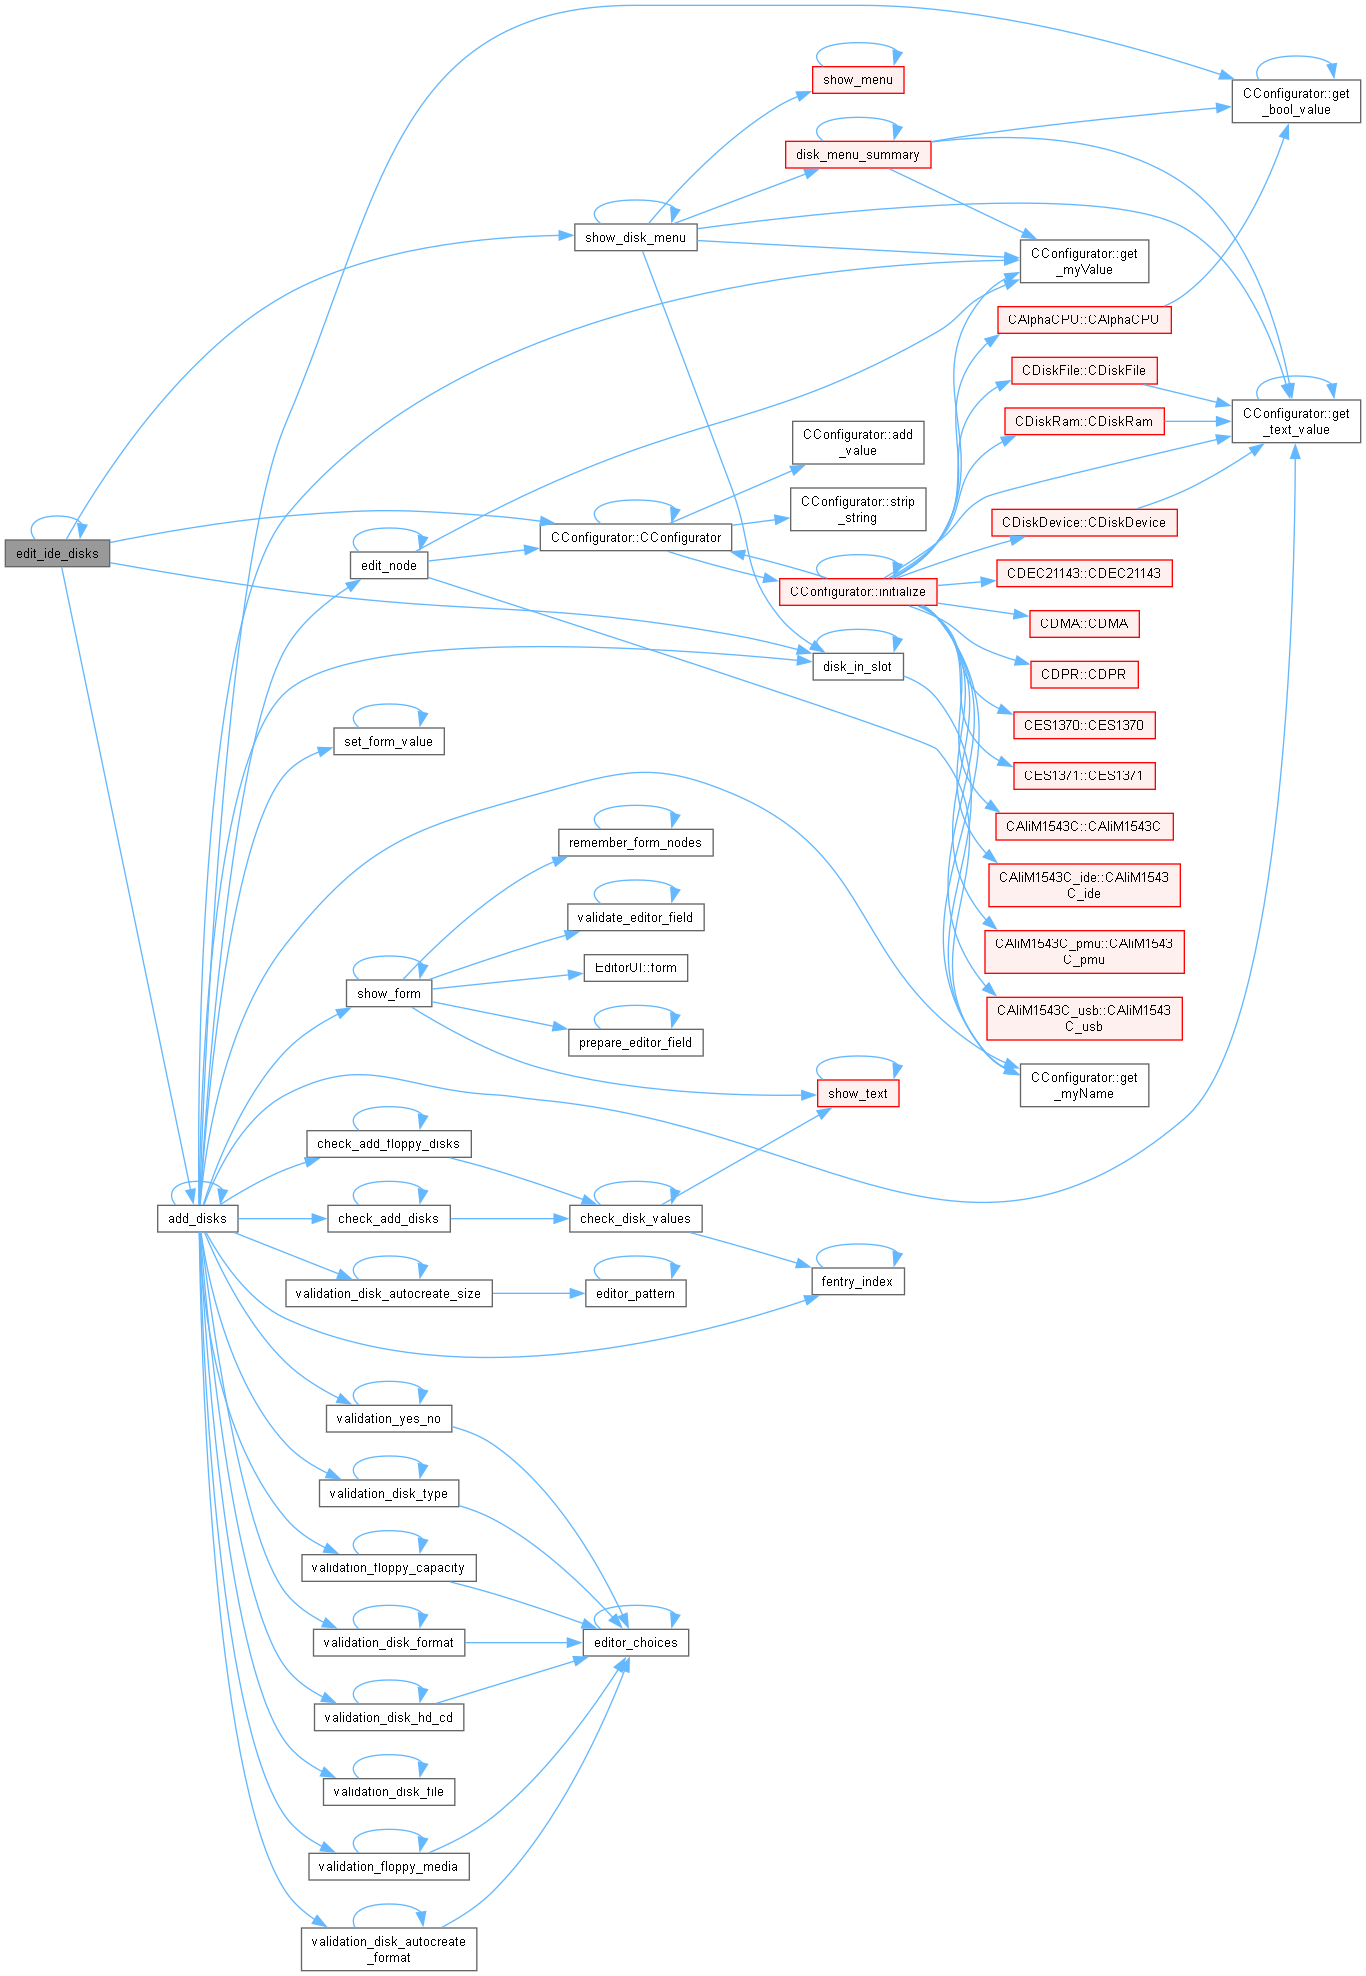 show_menu
CConfigurator::get
_bool_value
disk_menu_summary
show_disk_menu
CConfigurator::get
_myValue
CAlphaCPU::CAlphaCPU
CDiskFile::CDiskFile
CDiskRam::CDiskRam
CConfigurator::get
_text_value
CConfigurator::add
_value
CConfigurator::strip
_string
CDiskDevice::CDiskDevice
CConfigurator::CConfigurator
edit_ide_disks
edit_node
CDEC21143::CDEC21143
CConfigurator::initialize
CDMA::CDMA
disk_in_slot
CDPR::CDPR
CES1370::CES1370
set_form_value
CES1371::CES1371
CAliM1543C::CAliM1543C
remember_form_nodes
CAliM1543C_ide::CAliM1543
C_ide
validate_editor_field
CAliM1543C_pmu::CAliM1543
C_pmu
EditorUI::form
show_form
CAliM1543C_usb::CAliM1543
C_usb
prepare_editor_field
CConfigurator::get
_myName
show_text
check_add_floppy_disks
add_disks
check_add_disks
check_disk_values
fentry_index
validation_disk_autocreate_size
editor_pattern
validation_yes_no
validation_disk_type
validation_floppy_capacity
validation_disk_format
editor_choices
validation_disk_hd_cd
validation_disk_file
validation_floppy_media
validation_disk_autocreate
_format